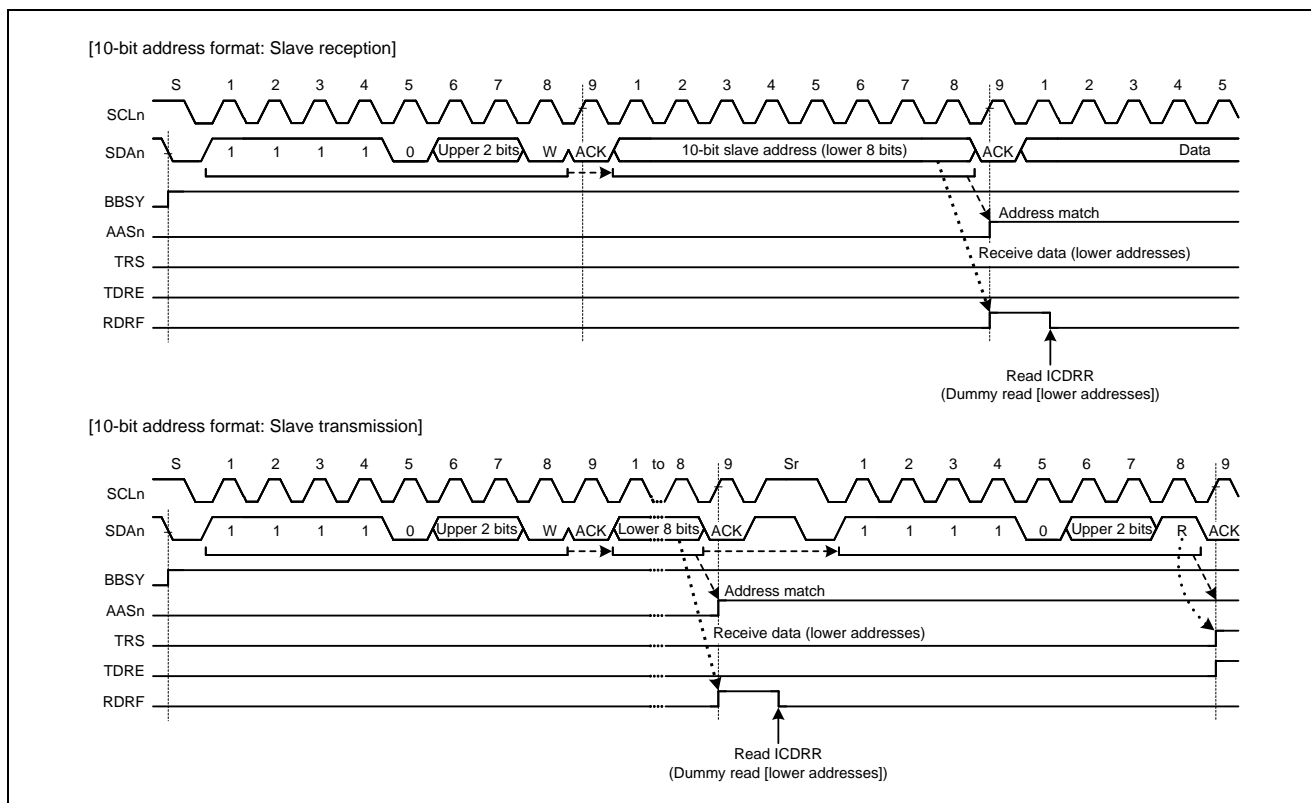 [10-bit address format: Slave reception]
S 1 2 3 4 5 6 7 8 9 1 2 3 4 5 6 7 8 9 1 2 3 4 5
SCLn
SDAn 1 1 1 1 0 Upper 2 bits W ACK 10-bit slave address (lower 8 bits) ACK Data
BBSY
Address match
AASn
Receive data (lower addresses)
TRS
TDRE
RDRF
Read ICDRR
(Dummy read [lower addresses])
[10-bit address format: Slave transmission]
S 1 2 3 4 5 6 7 8 9 1 to 8 9 Sr 1 2 3 4 5 6 7 8 9
SCLn
SDAn 1 1 1 1 0 Upper 2 bits W ACK Lower 8 bits ACK 1 1 1 1 0 Upper 2 bits R ACK
BBSY
Address match
AASn
Receive data (lower addresses)
TRS
TDRE
RDRF
Read ICDRR
(Dummy read [lower addresses])